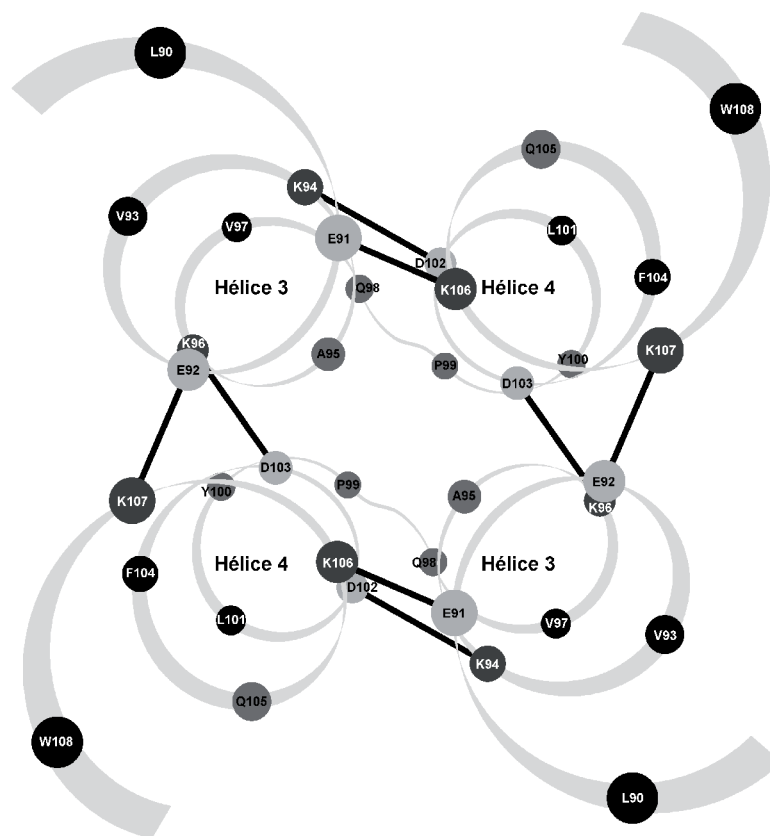 L90
W108
Q105
K94
V93
V97
L101
E91
D102
F104
Hélice 3
Q98
K106
Hélice 4
K96
A95
K107
E92
P99
Y100
D103
D103
E92
Y100
P99
A95
K107
K96
Q98
K106
Hélice 4
Hélice 3
F104
D102
E91
L101
V97
V93
K94
Q105
W108
L90